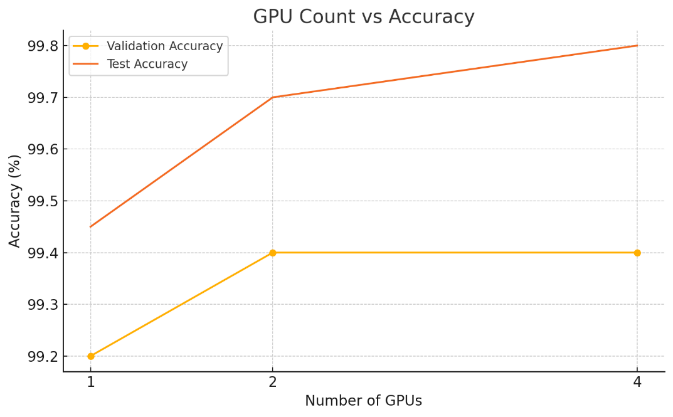 GPU Count vs Accuracy
Validation Accuracy
Test Accuracy
Accuracy (%)
99.8
99.7
99.6
99.5
99.4
99.3
99.2
1
2
4
Number of GPUs